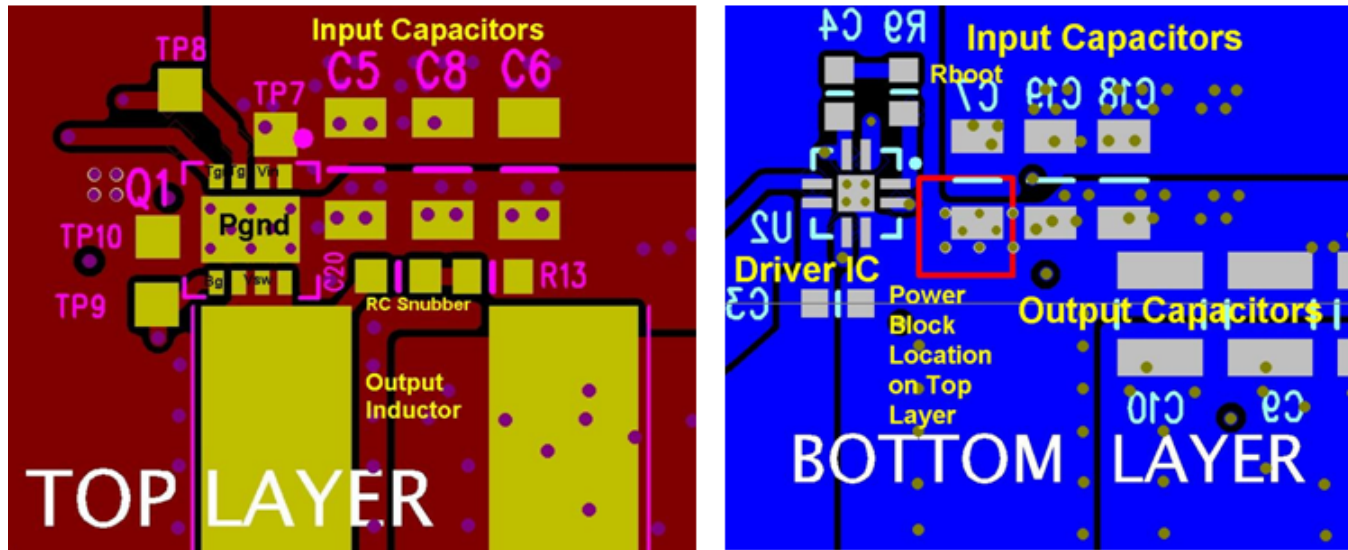 Input Capacitors
TP8
C5 C8 C6
TP7
Tgr Tg Vin
Q1
Pgnd
TP10
Bg Vsw
C20
R13
TP9
RC Snubber
Output
Inductor
TOP LAYER
C4 R9
Input Capacitors
Rboot
C7 C19 C18
U2
Driver IC
C3
Power
Block
Location
on Top
Layer
Output Capacitors
C10 C9
BOTTOM LAYER